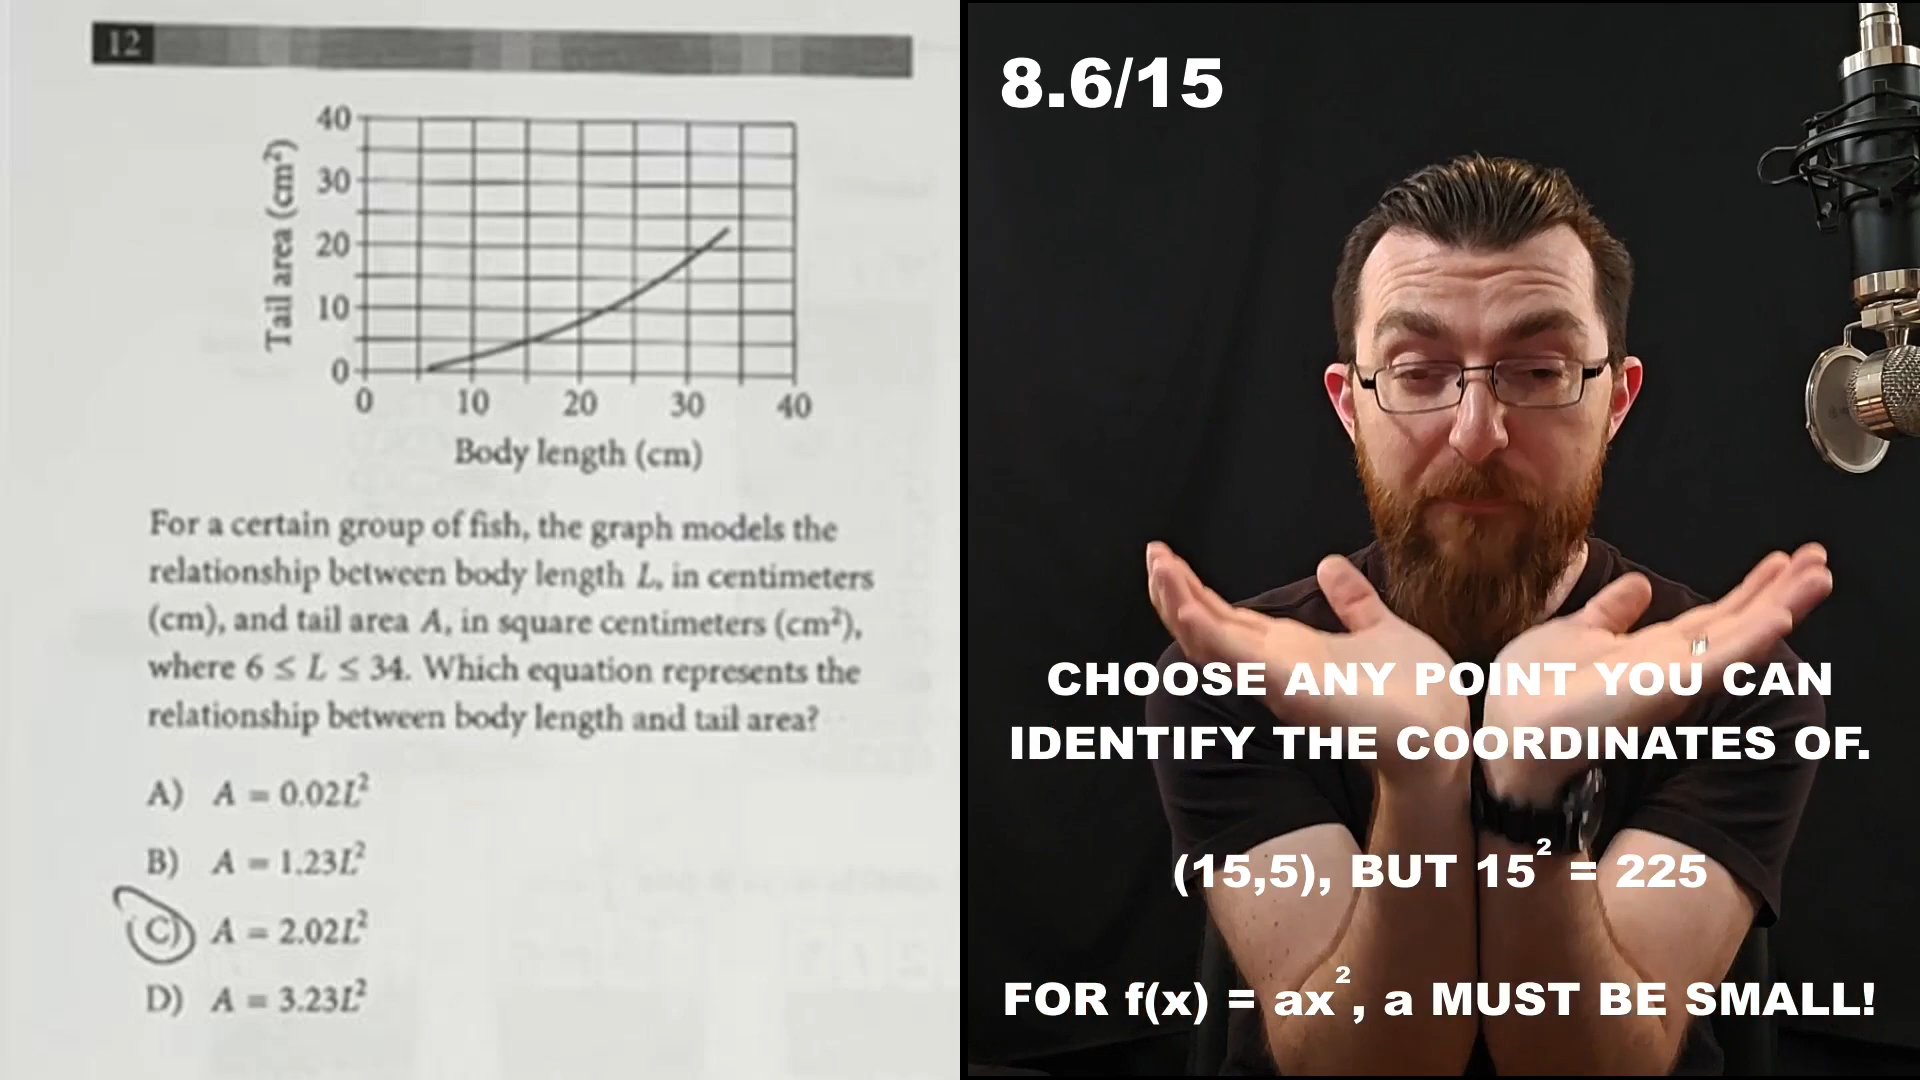 12
40
30
20
10
0
Tail area (cm²)
0 10 20 30 40
Body length (cm)
For a certain group of fish, the graph models the
relationship between body length L, in centimeters
(cm), and tail area A, in square centimeters (cm²),
where 6 ≤ L ≤ 34. Which equation represents the
relationship between body length and tail area?
A) A = 0.02L²
B) A = 1.23L²
C) A = 2.02L²
D) A = 3.23L²
8.6/15
CHOOSE ANY POINT YOU CAN
IDENTIFY THE COORDINATES OF.
(15,5), BUT 15² = 225
FOR f(x) = ax², a MUST BE SMALL!